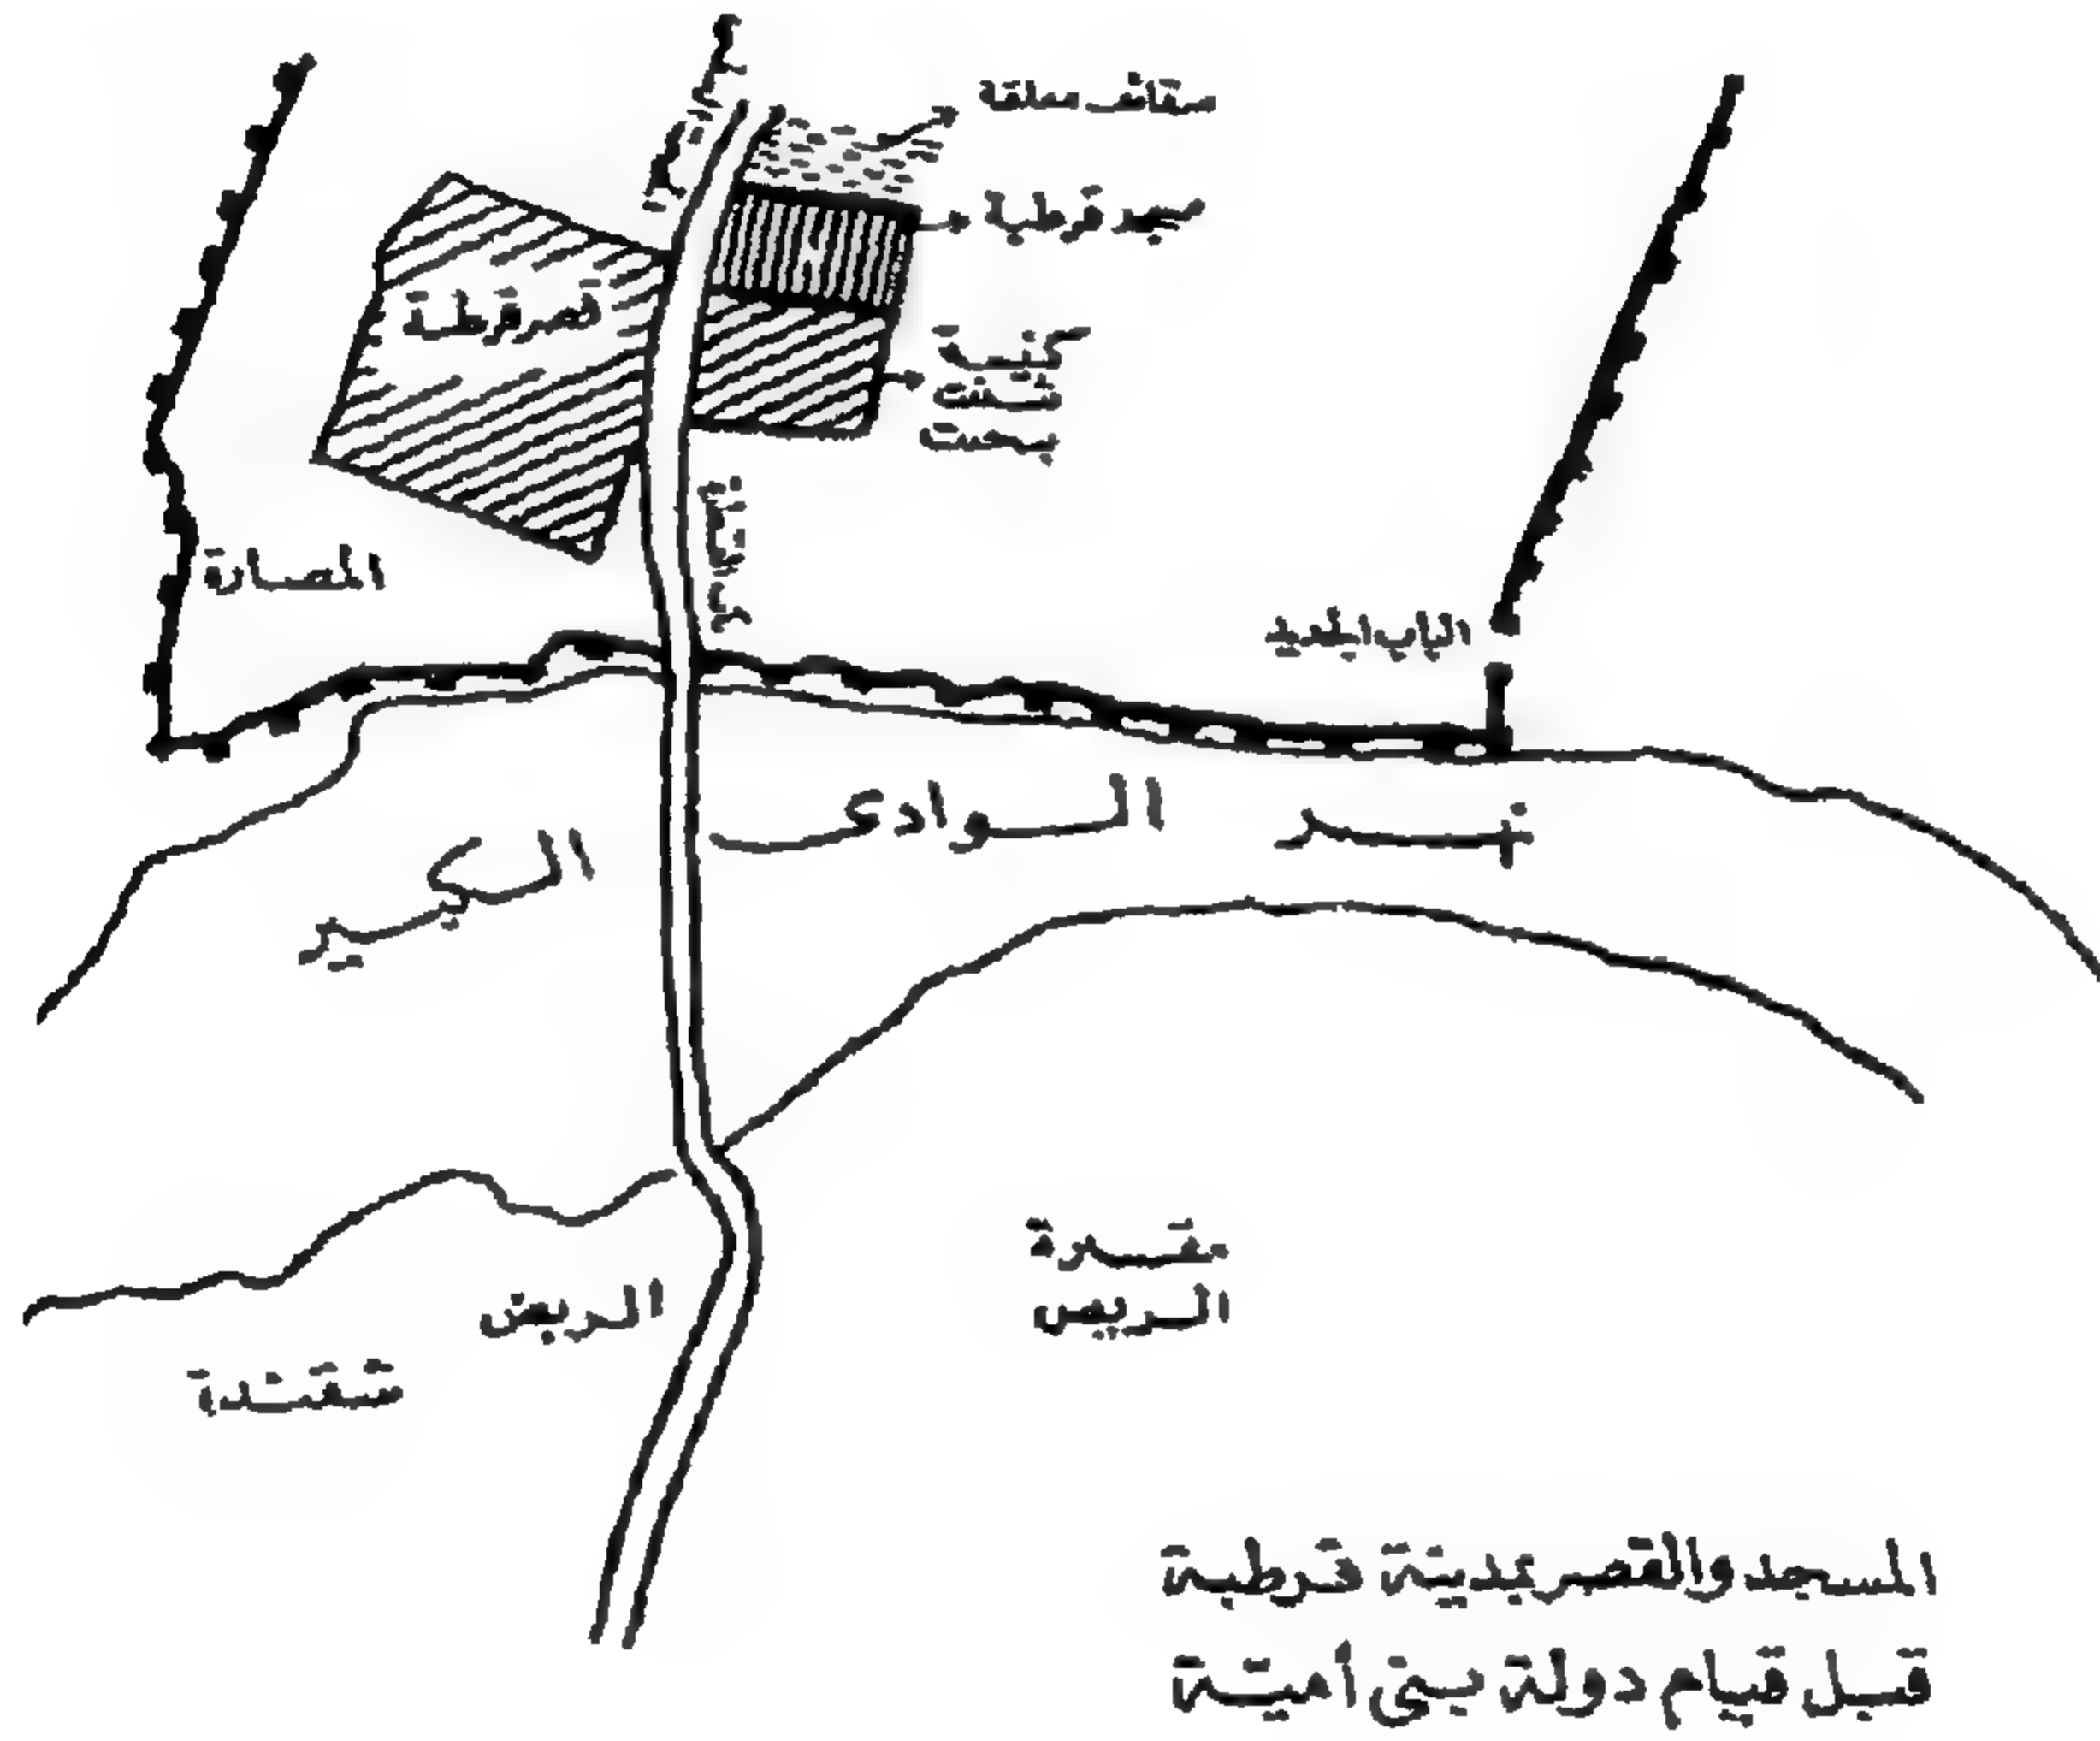 سقائف معلقة
مسجد قرطبة
قصر قرطبة
كنيسة
شنت
بجنت
المصارة
الباب الجديد
نهر الوادى الكبير
مقبرة
الربض
الربض
شقندة
المسجد والقصر بمدينة قرطبة
قبل قيام دولة بنى أمية